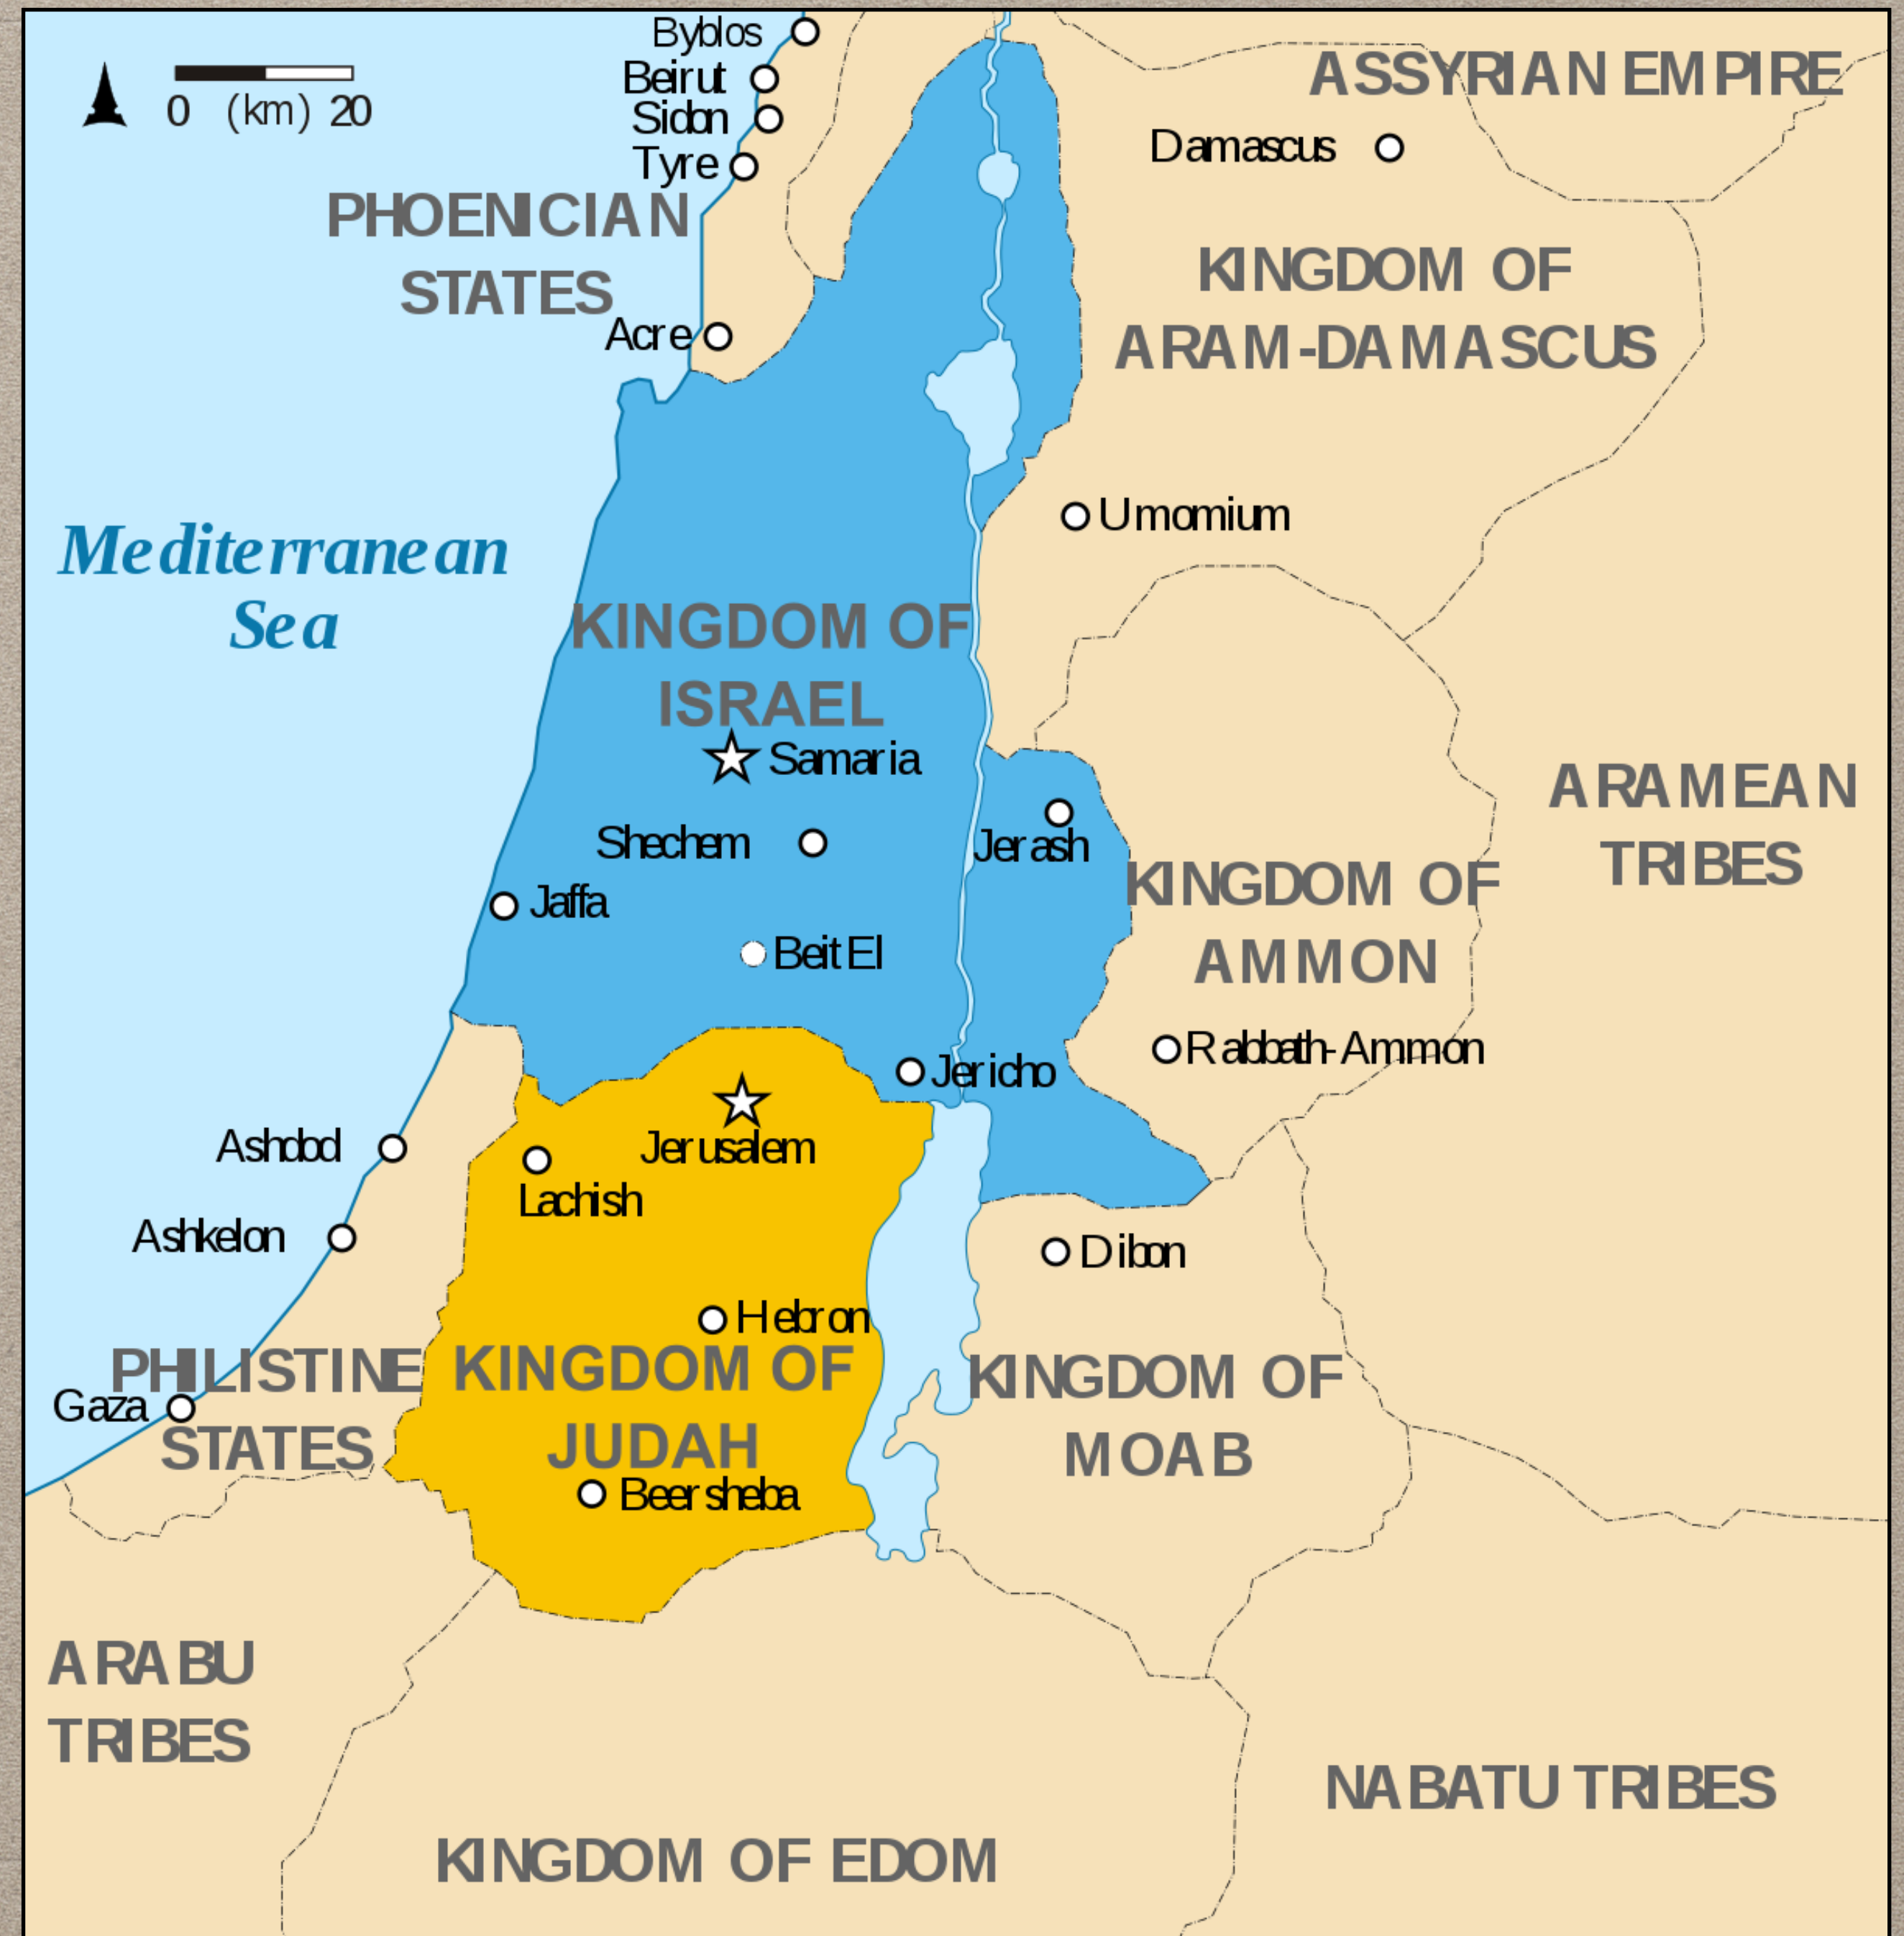 Byblos
Beirut
Sidon
Tyre
0 (km) 20
ASSYRIAN EMPIRE
Damascus
PHOENICIAN
STATES
KINGDOM OF
ARAM-DAMASCUS
Acre
Umomium
Mediterranean
Sea
KINGDOM OF
ISRAEL
Samaria
Shechem
Jerash
Jaffa
Beit El
ARAMEAN
TRIBES
KINGDOM OF
AMMON
Rabbath-Ammon
Jericho
Jerusalem
Ashdod
Lachish
Ashkelon
Dibon
Hebron
PHILISTINE
STATES
Gaza
KINGDOM OF
JUDAH
Beersheba
KINGDOM OF
MOAB
ARABU
TRIBES
NABATU TRIBES
KINGDOM OF EDOM